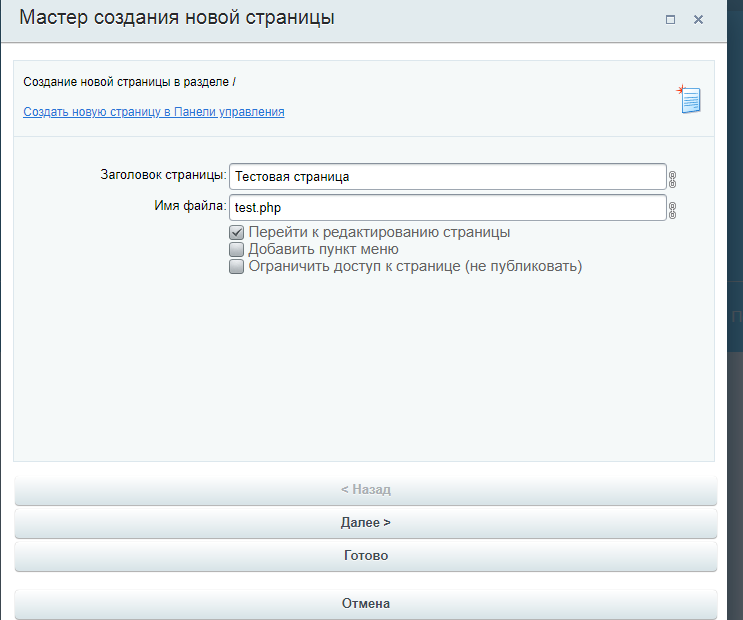 Мастер создания новой страницы
Создание новой страницы в разделе /
Создать новую страницу в Панели управления
Заголовок страницы: Тестовая страница
Имя файла: test.php
Перейти к редактированию страницы
Добавить пункт меню
Ограничить доступ к странице (не публиковать)
< Назад
Далее >
Готово
Отмена